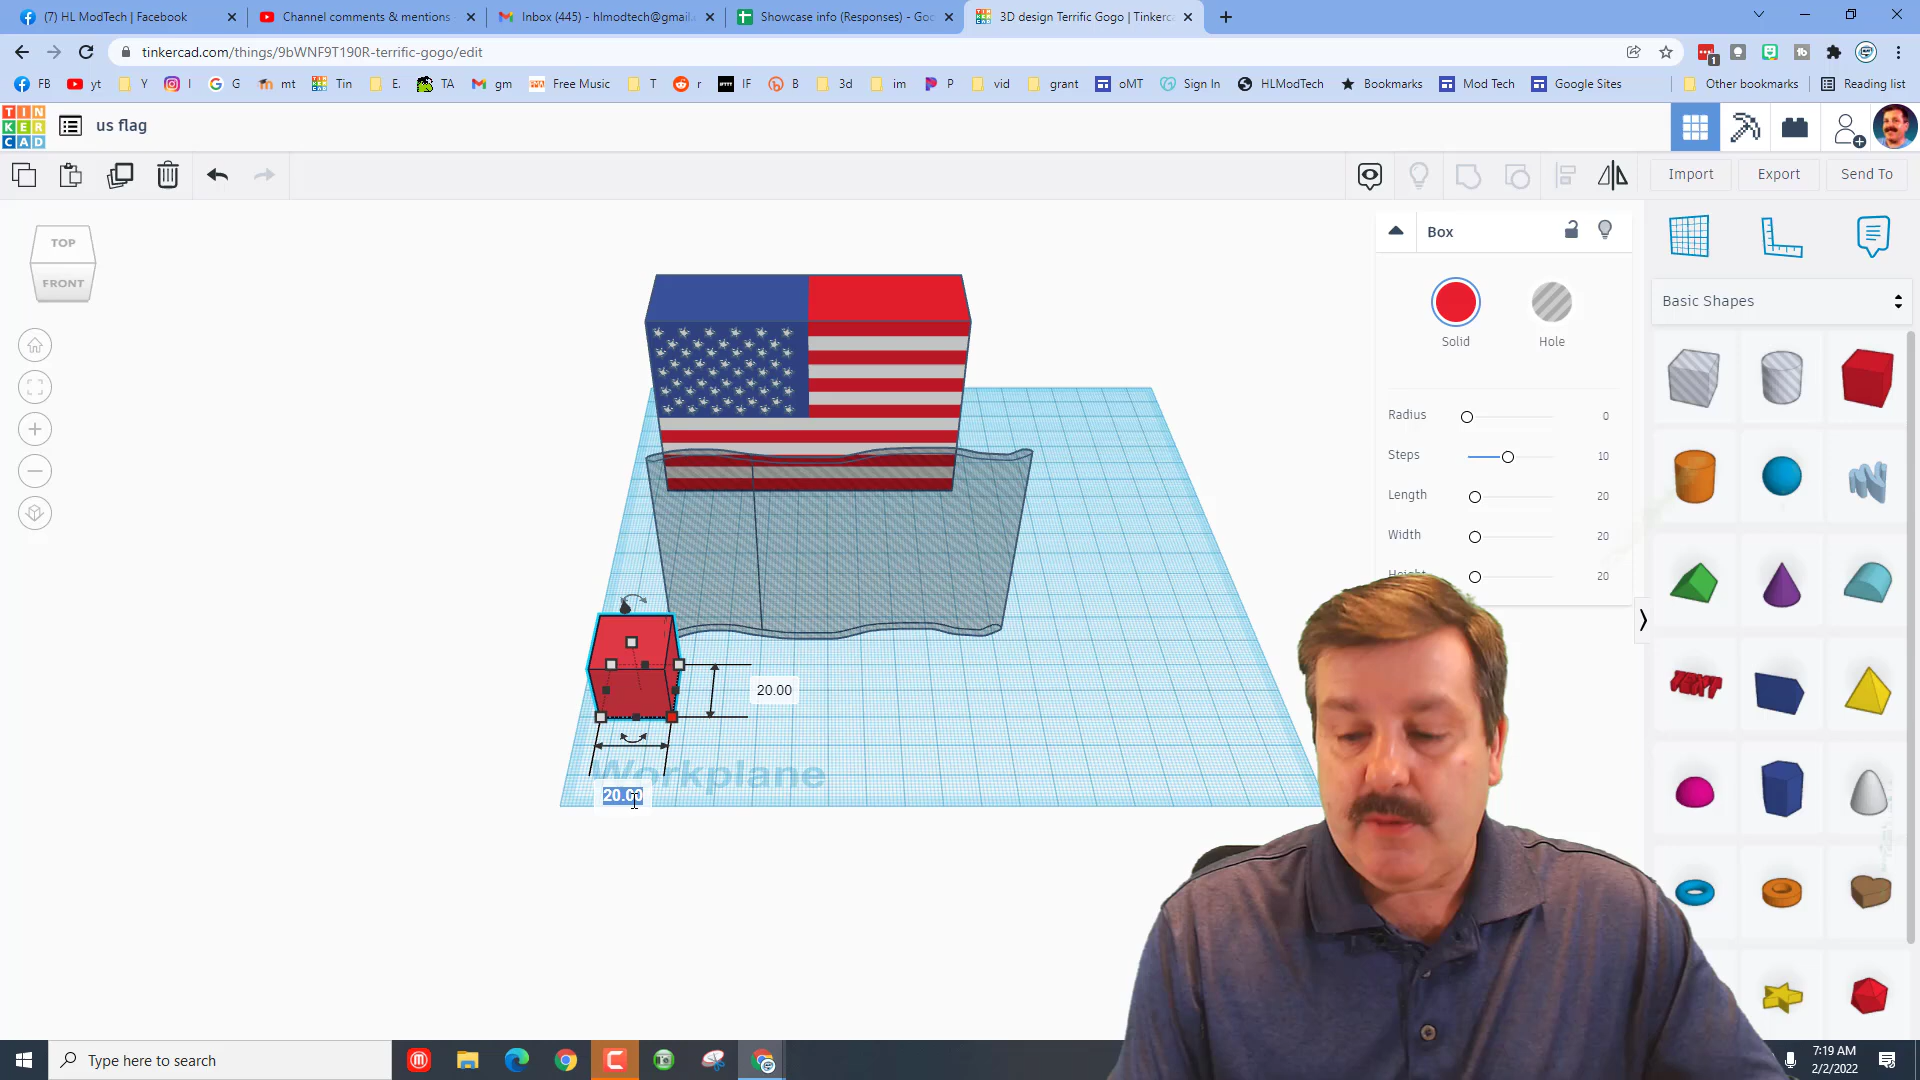 (7) HL ModTech | Facebook
Channel comments & mentions
Inbox (445) - hlmodtech@gmail.
Showcase info (Responses) - Goo
3D design Terrific Gogo | Tinkerca
tinkercad.com/things/9bWNF9T190R-terrific-gogo/edit
FB
yt
Y
I
G
mt
Tin
E.
TA
gm
Free Music
T
r
IF
B
3d
im
P
vid
grant
oMT
Sign In
HLModTech
Bookmarks
Mod Tech
Google Sites
Other bookmarks
Reading list
TIN
KER
CAD
us flag
Import
Export
Send To
TOP
FRONT
Box
Solid
Hole
Radius 0
Steps 10
Length 20
Width 20
Height 20
Basic Shapes
TEXT
20.00
Workplane
20.00
Type here to search
7:19 AM
2/2/2022